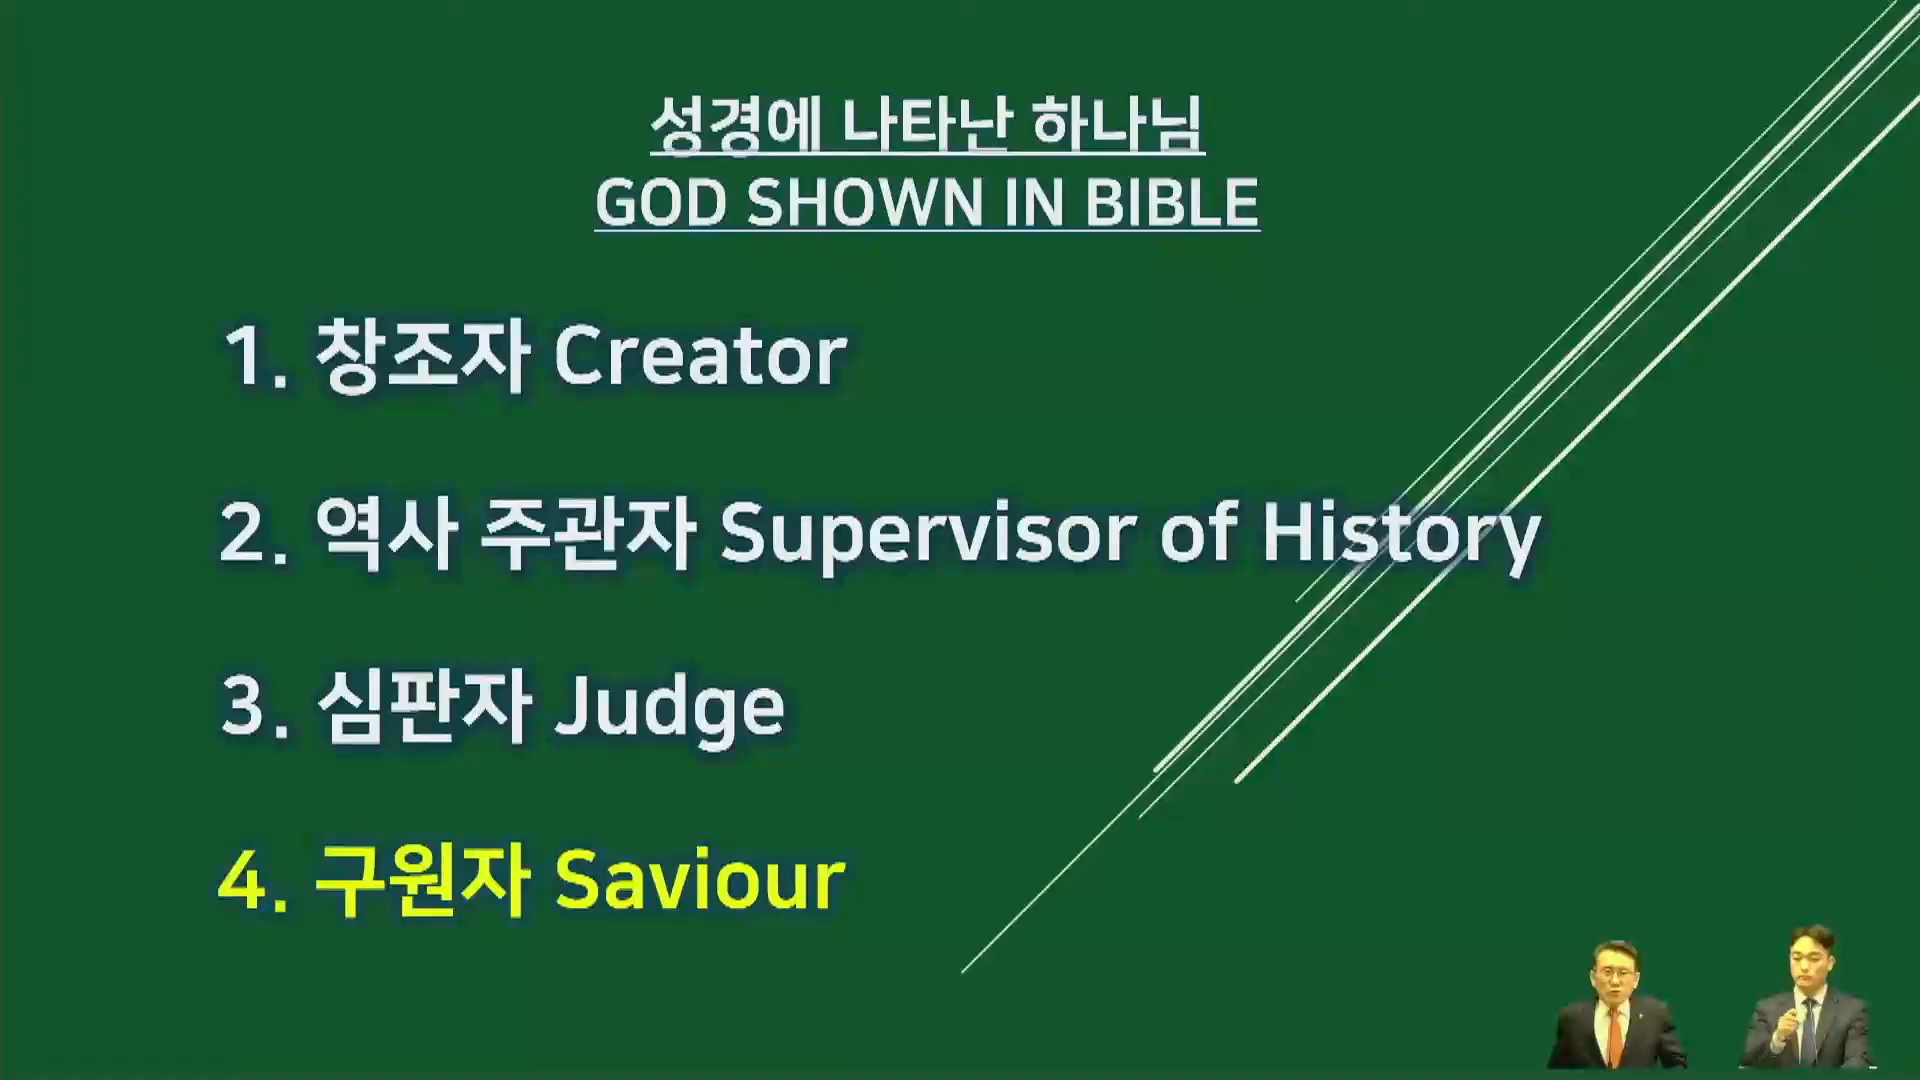 성경에 나타난 하나님
GOD SHOWN IN BIBLE
1. 창조자 Creator
2. 역사 주관자 Supervisor of History
3. 심판자 Judge
4. 구원자 Saviour